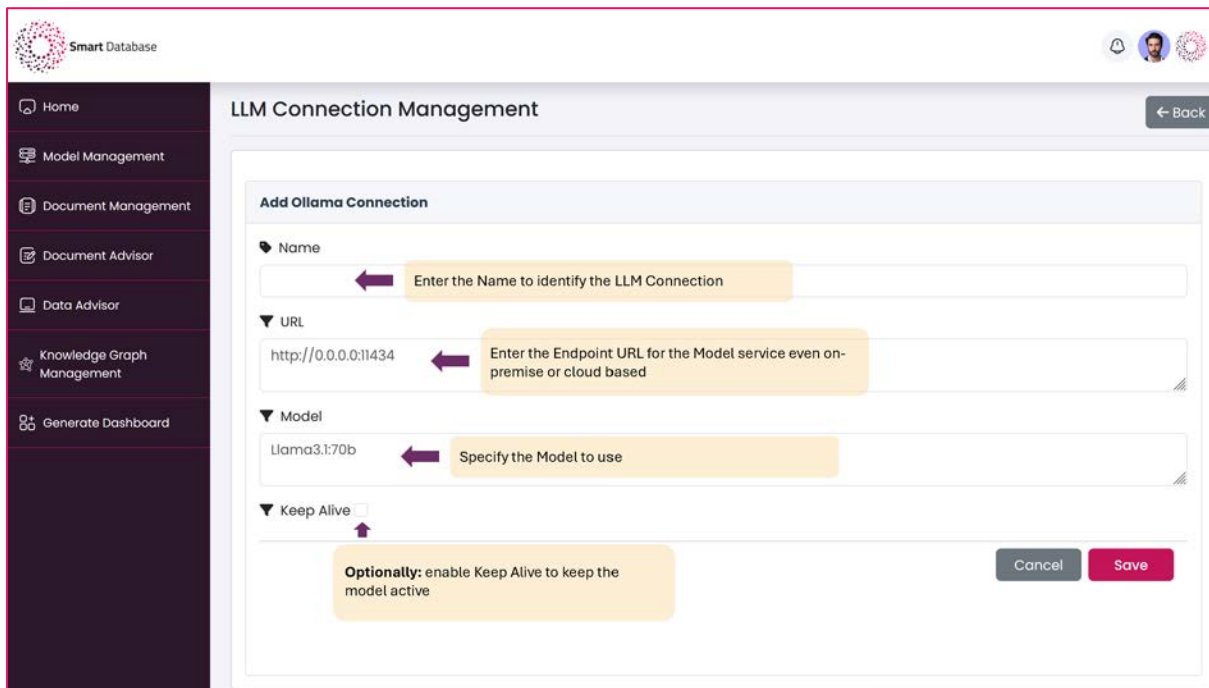 Smart Database
Home
Model Management
Document Management
Document Advisor
Data Advisor
Knowledge Graph
Management
Generate Dashboard
LLM Connection Management
← Back
Add Ollama Connection
Name
Enter the Name to identify the LLM Connection
URL
http://0.0.0.0:11434
Enter the Endpoint URL for the Model service even on-
premise or cloud based
Model
Llama3.1:70b
Specify the Model to use
Keep Alive
Optionally: enable Keep Alive to keep the
model active
Cancel
Save